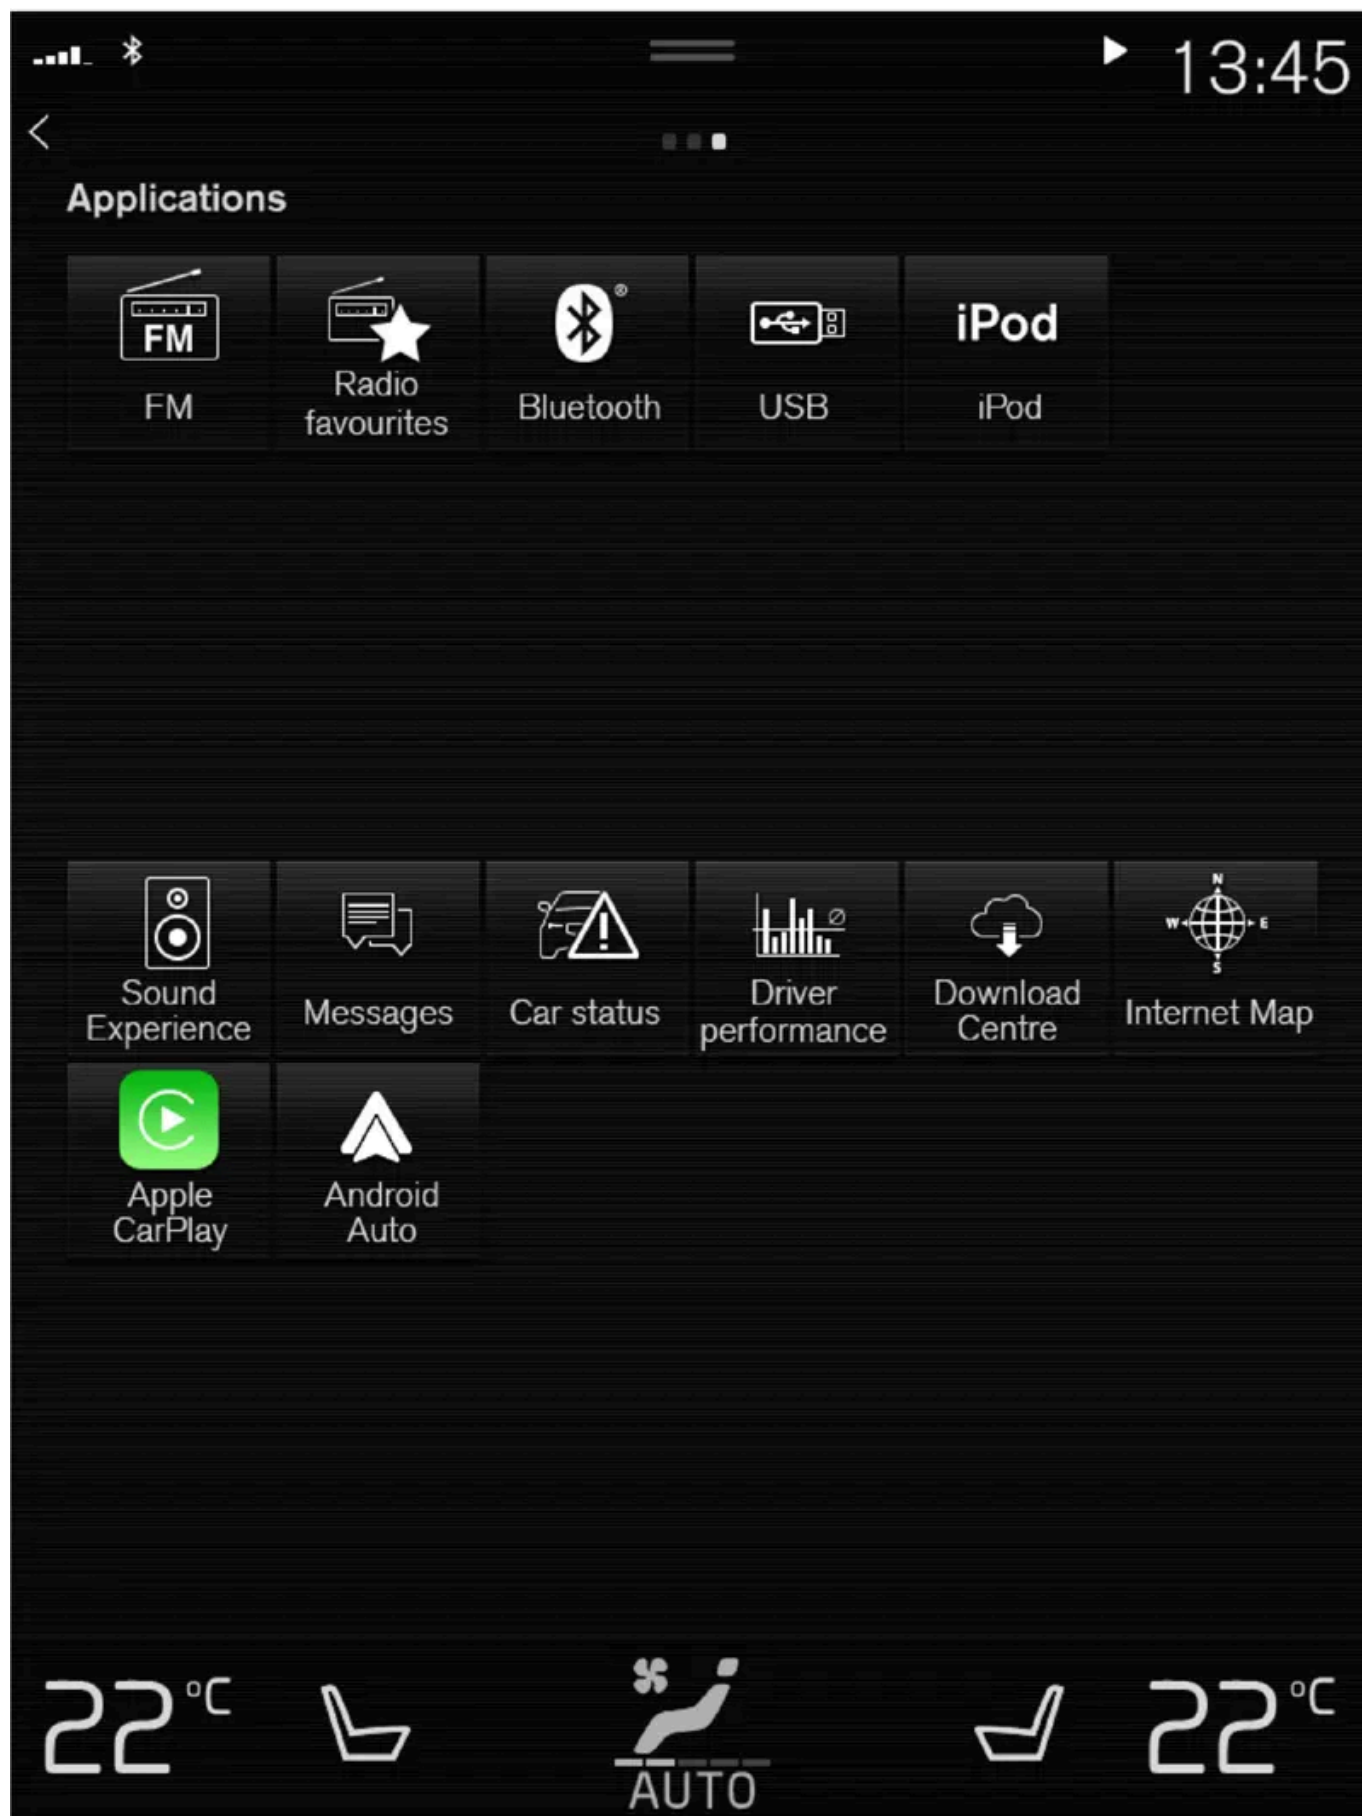 13:45
Applications
FM
iPod
FM
Radio
favourites
Bluetooth
USB
iPod
N
W
E
S
Sound
Experience
Messages
Car status
Driver
performance
Download
Centre
Internet Map
Apple
CarPlay
Android
Auto
22°C
22°C
AUTO